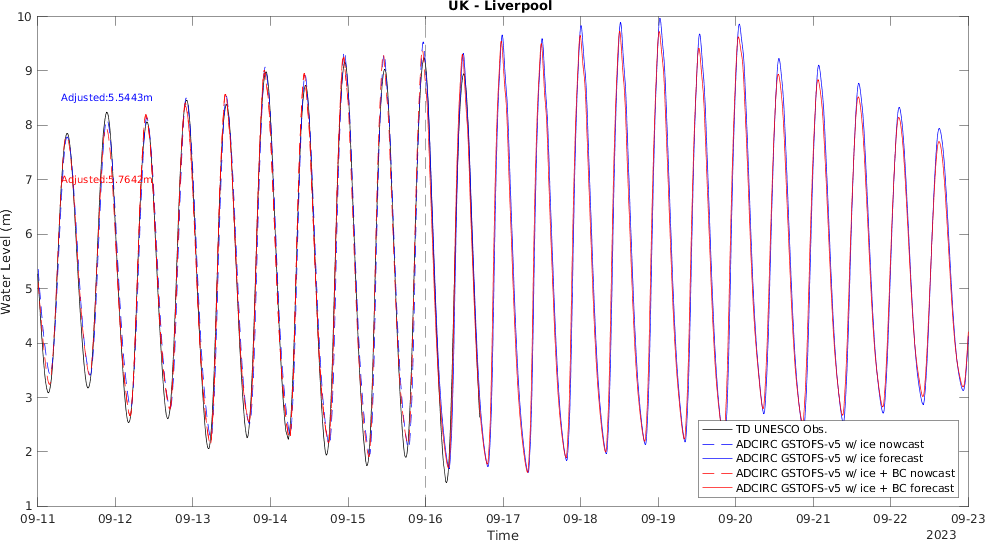 UK - Liverpool
10
9
8
7
6
5
4
3
2
1
Water Level (m)
Adjusted:5.5443m
Adjusted:5.7642m
TD UNESCO Obs.
ADCIRC GSTOFS-v5 w/ ice nowcast
ADCIRC GSTOFS-v5 w/ ice forecast
ADCIRC GSTOFS-v5 w/ ice + BC nowcast
ADCIRC GSTOFS-v5 w/ ice + BC forecast
09-11 09-12 09-13 09-14 09-15 09-16 09-17 09-18 09-19 09-20 09-21 09-22 09-23
Time
2023